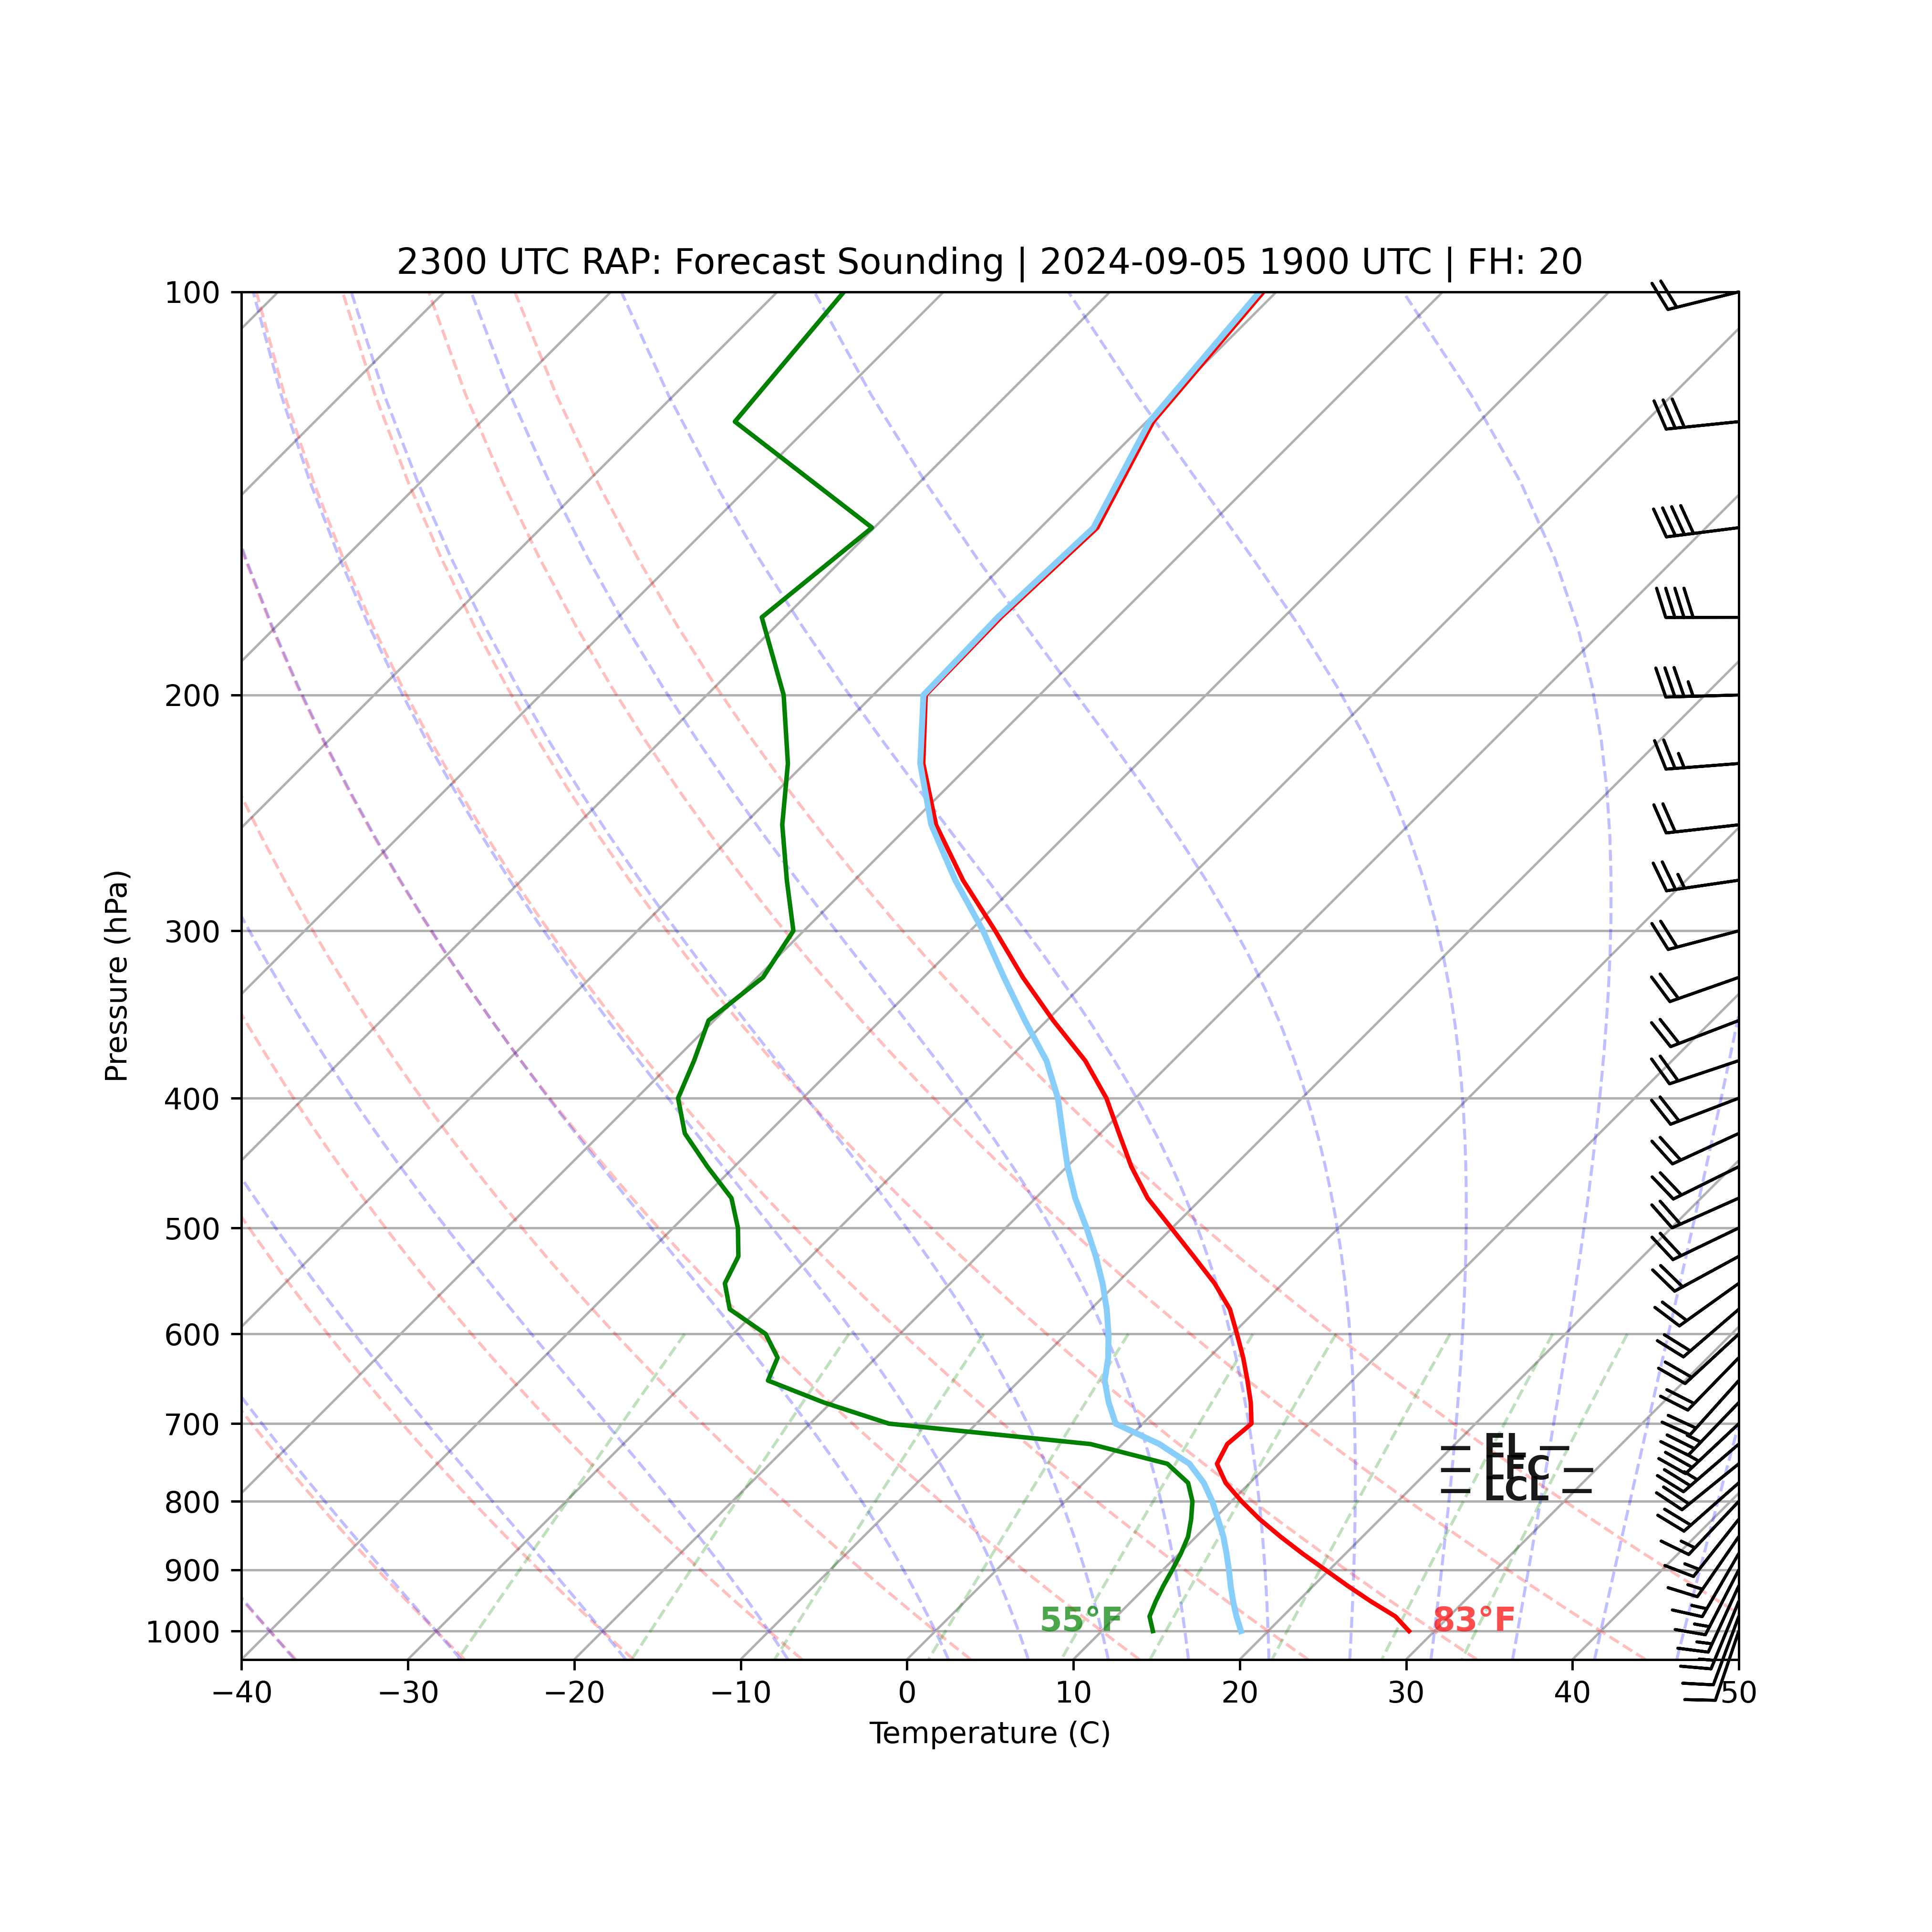 2300 UTC RAP: Forecast Sounding | 2024-09-05 1900 UTC | FH: 20
100
200
300
400
500
600
700
800
900
1000
Pressure (hPa)
— EL —
— LFC —
— LCL —
55°F
83°F
−40 −30 −20 −10 0 10 20 30 40 50
Temperature (C)